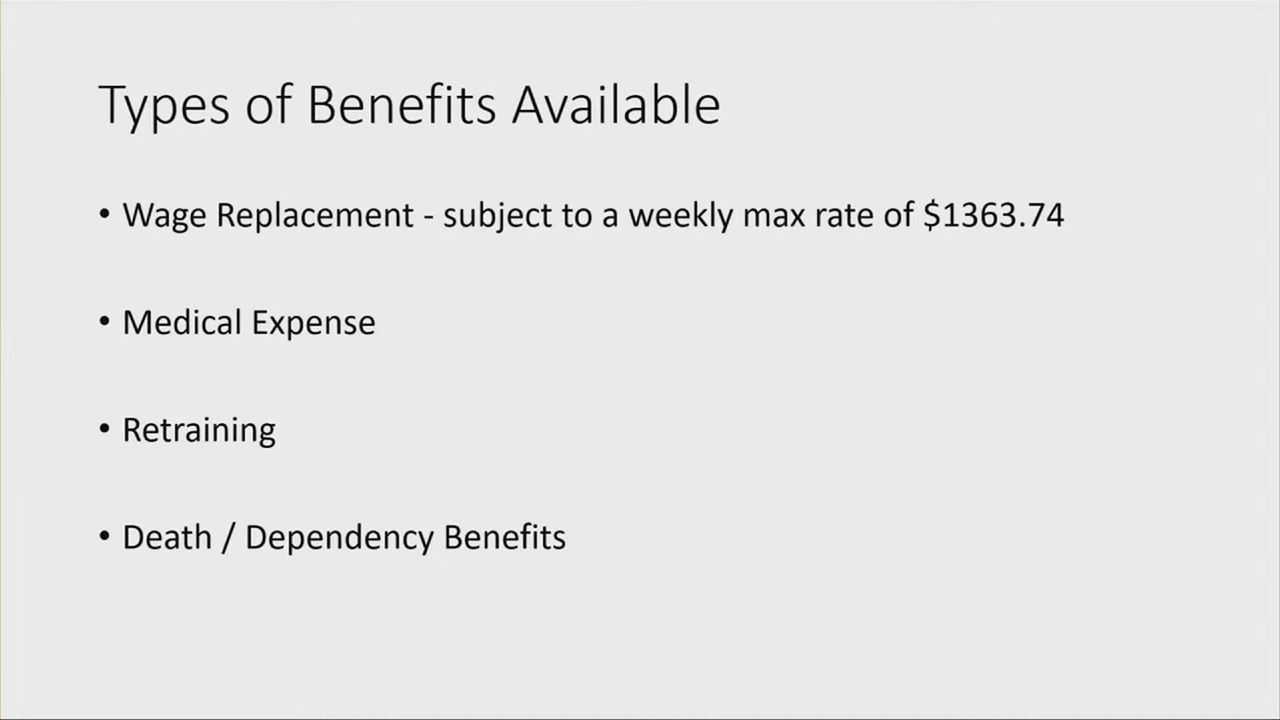 Types of Benefits Available
• Wage Replacement - subject to a weekly max rate of $1363.74
• Medical Expense
• Retraining
• Death / Dependency Benefits